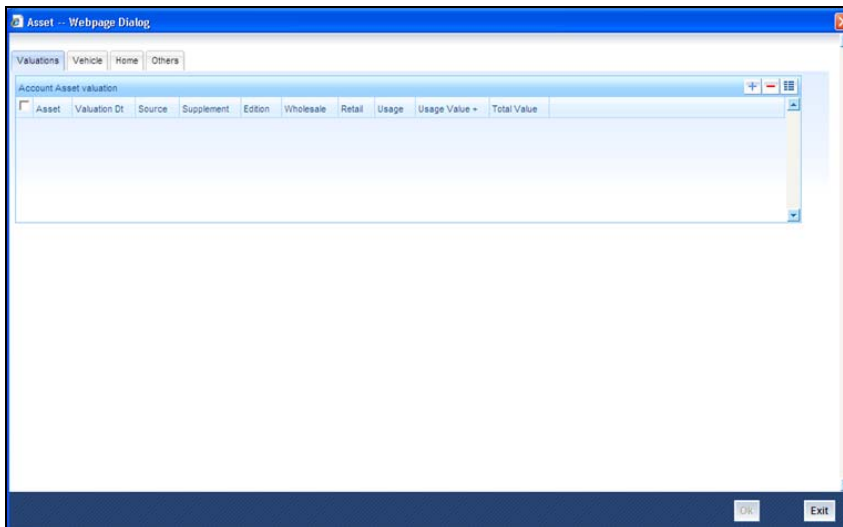 Asset -- Webpage Dialog
Valuations Vehicle Home Others
Account Asset valuation
Asset Valuation Dt Source Supplement Edition Wholesale Retail Usage Usage Value + Total Value
Ok Exit